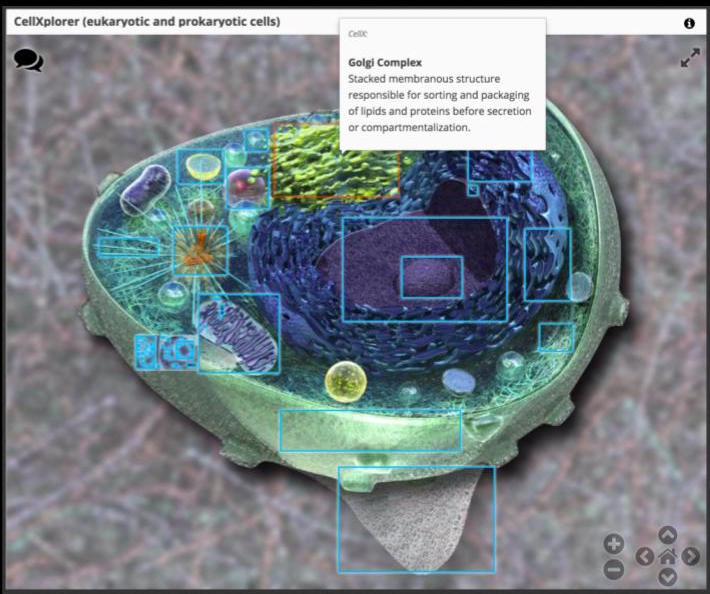 CellXplorer (eukaryotic and prokaryotic cells)
CellX:
Golgi Complex
Stacked membranous structure
responsible for sorting and packaging
of lipids and proteins before secretion
or compartmentalization.